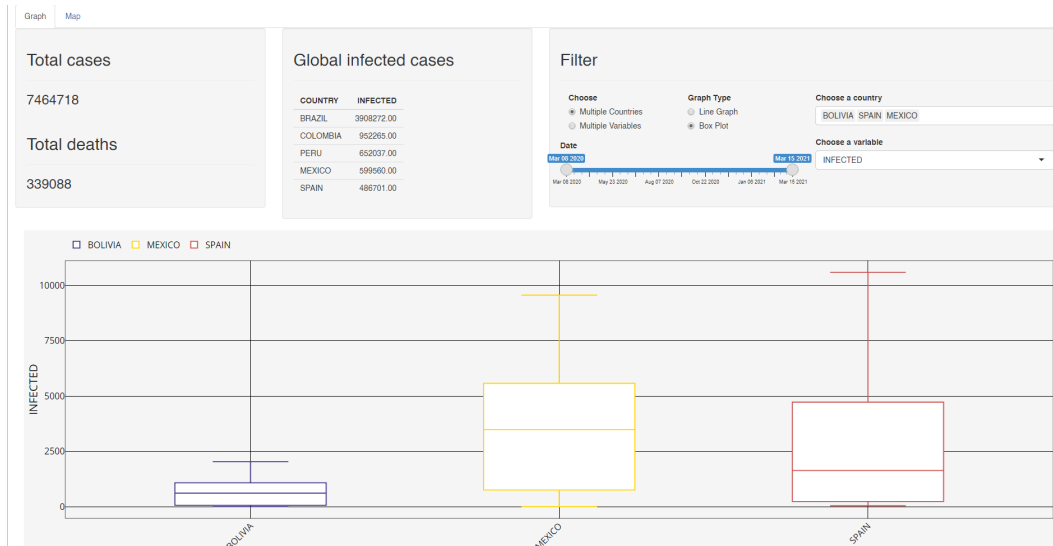 Graph Map
Total cases
7464718
Total deaths
339088
Global infected cases
COUNTRY INFECTED
BRAZIL 3908272.00
COLOMBIA 952265.00
PERU 652037.00
MEXICO 599560.00
SPAIN 486701.00
Filter
Choose
Multiple Countries
Multiple Variables
Graph Type
Line Graph
Box Plot
Choose a country
BOLIVIA SPAIN MEXICO
Choose a variable
INFECTED
Date
Mar 08 2020 Mar 15 2021
Mar 08 2020 May 23 2020 Aug 07 2020 Oct 22 2020 Jan 06 2021 Mar 15 2021
BOLIVIA MEXICO SPAIN
INFECTED
10000
7500
5000
2500
0
BOLIVIA MEXICO SPAIN